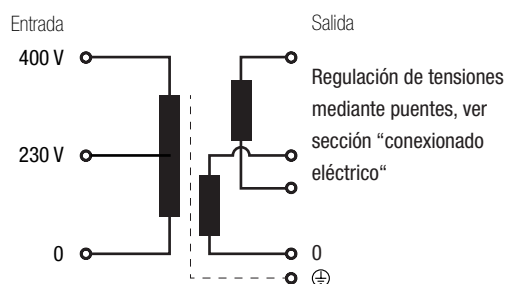 Entrada
Salida
400 V
Regulación de tensiones
mediante puentes, ver
sección “conexionado
eléctrico“
230 V
0
0